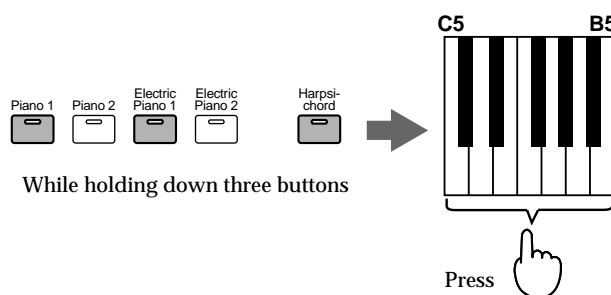 C5 B5
Piano 1 Piano 2 Electric Piano 1 Electric Piano 2 Harpsi-chord
While holding down three buttons
Press